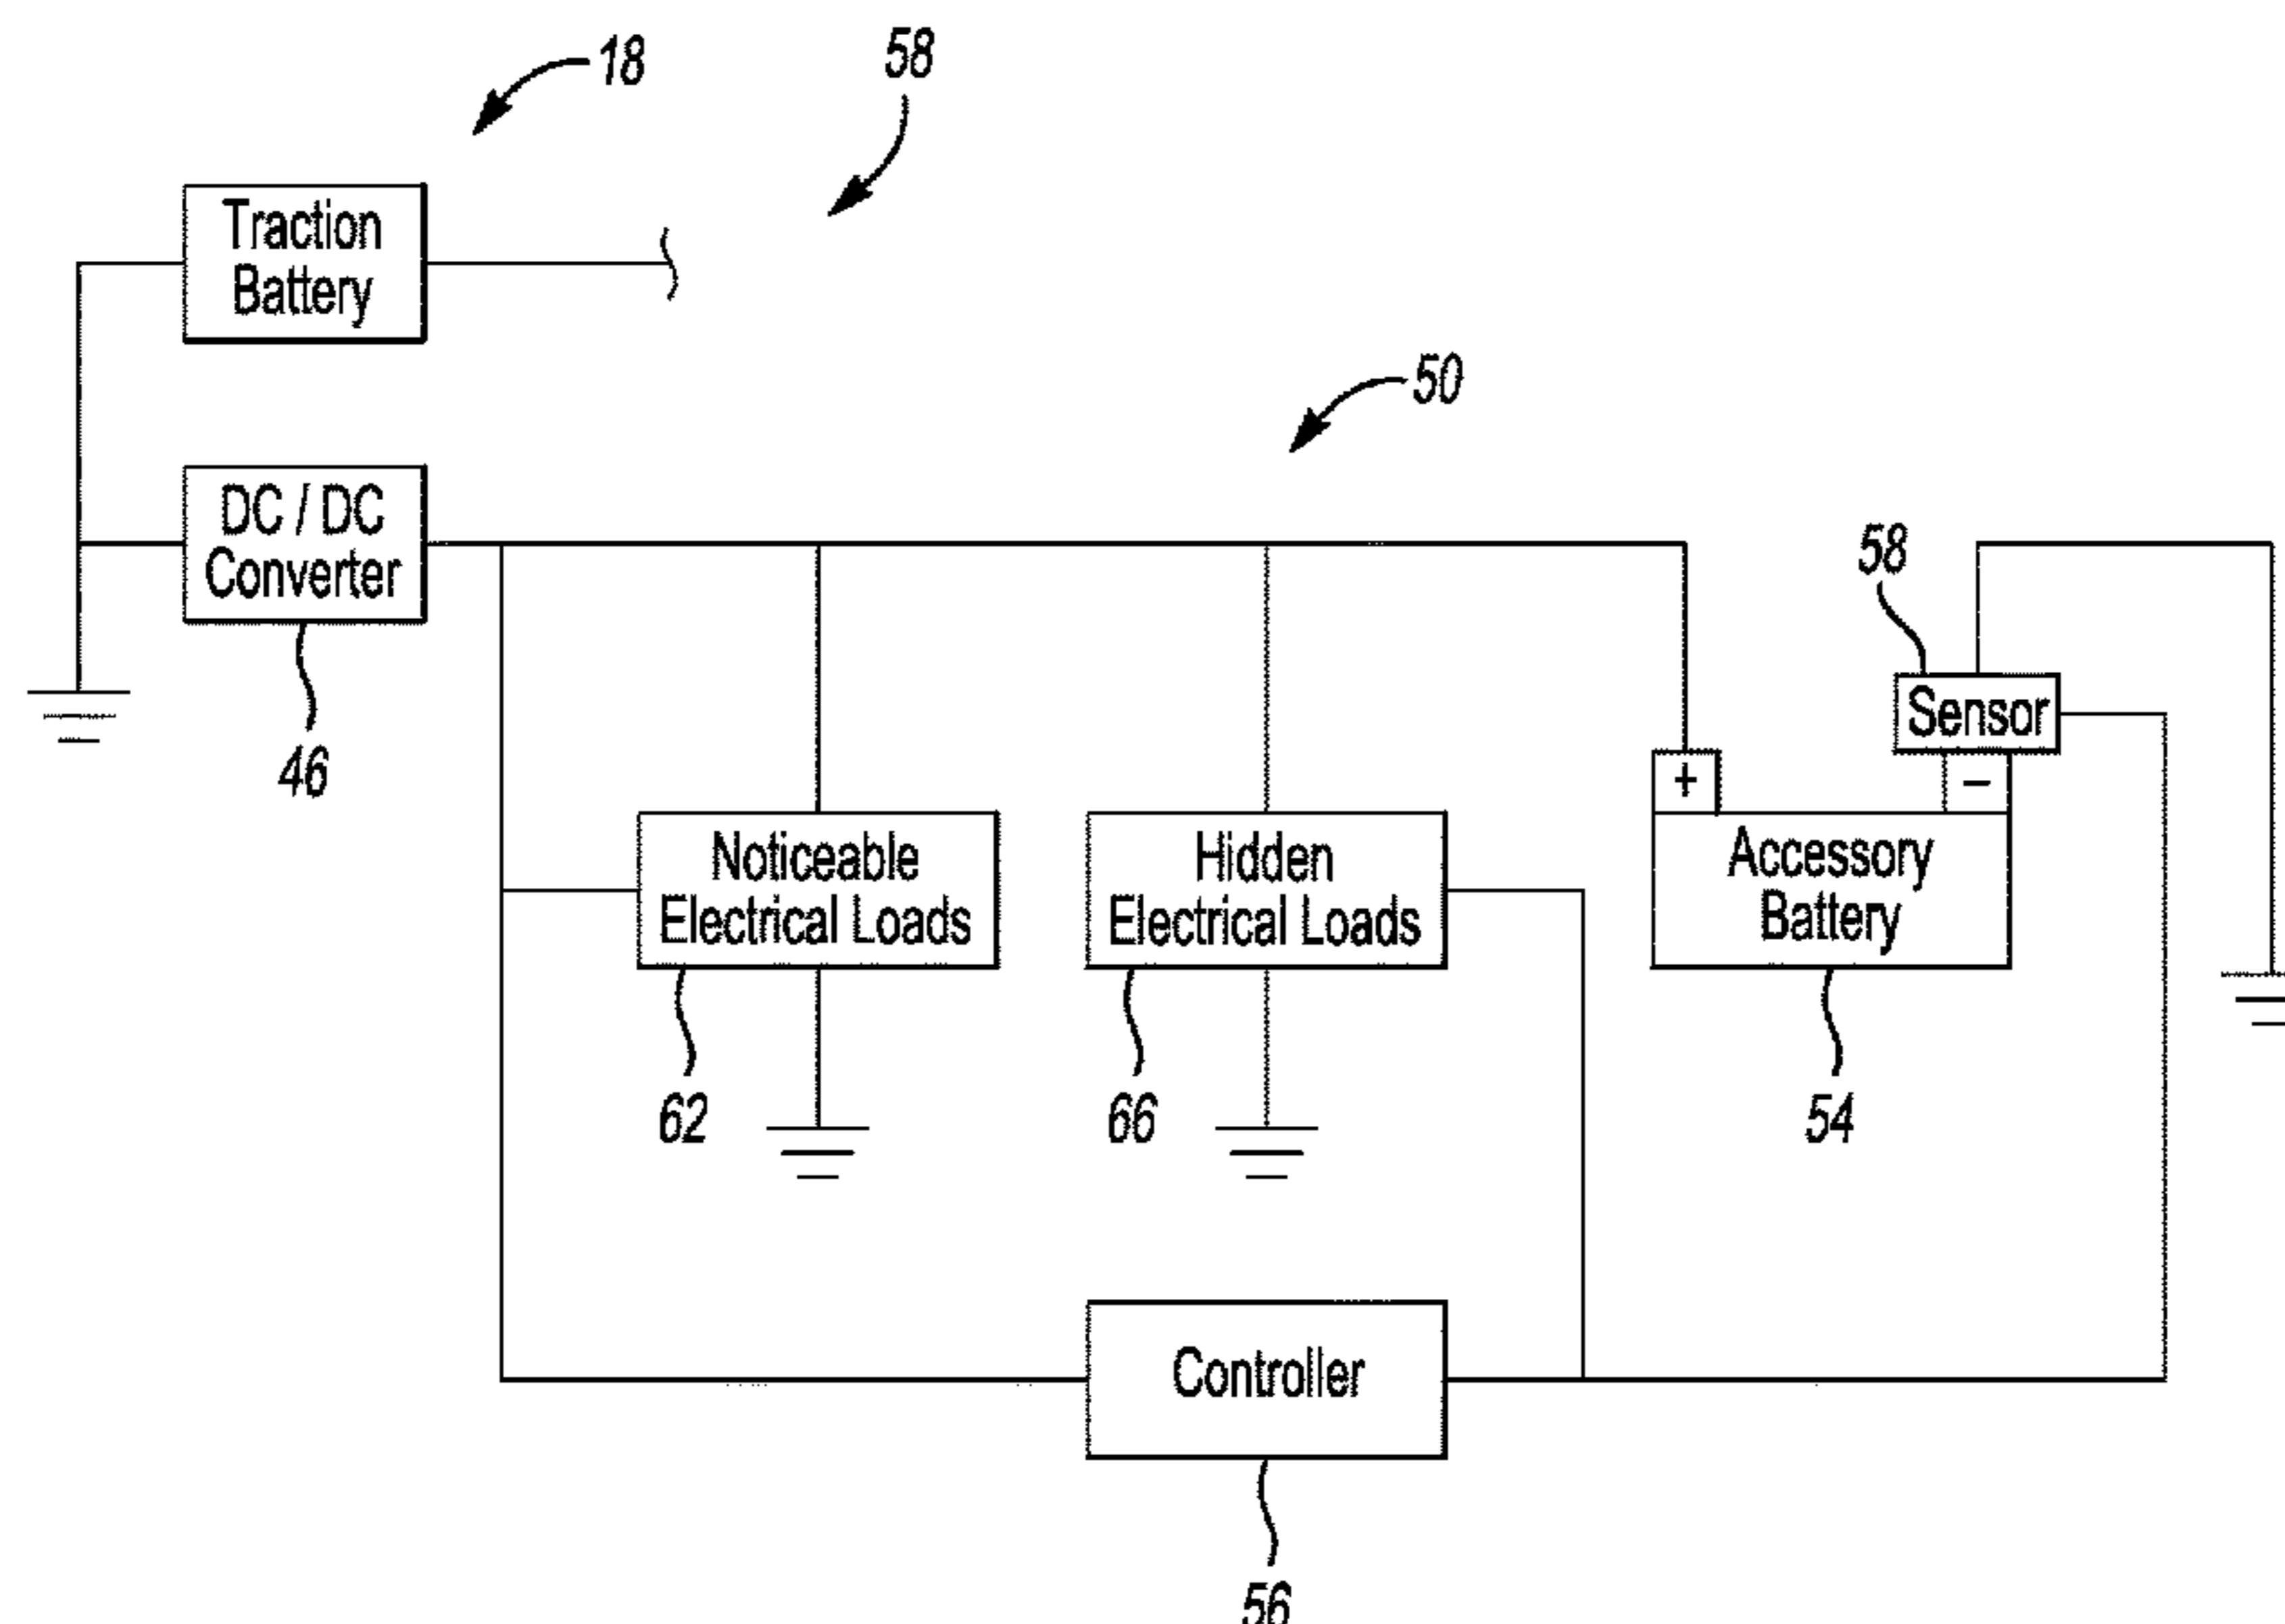 18
58
Traction
Battery
50
DC / DC
Converter
58
Sensor
46
+
−
Noticeable
Electrical Loads
Hidden
Electrical Loads
Accessory
Battery
62
66
54
Controller
56